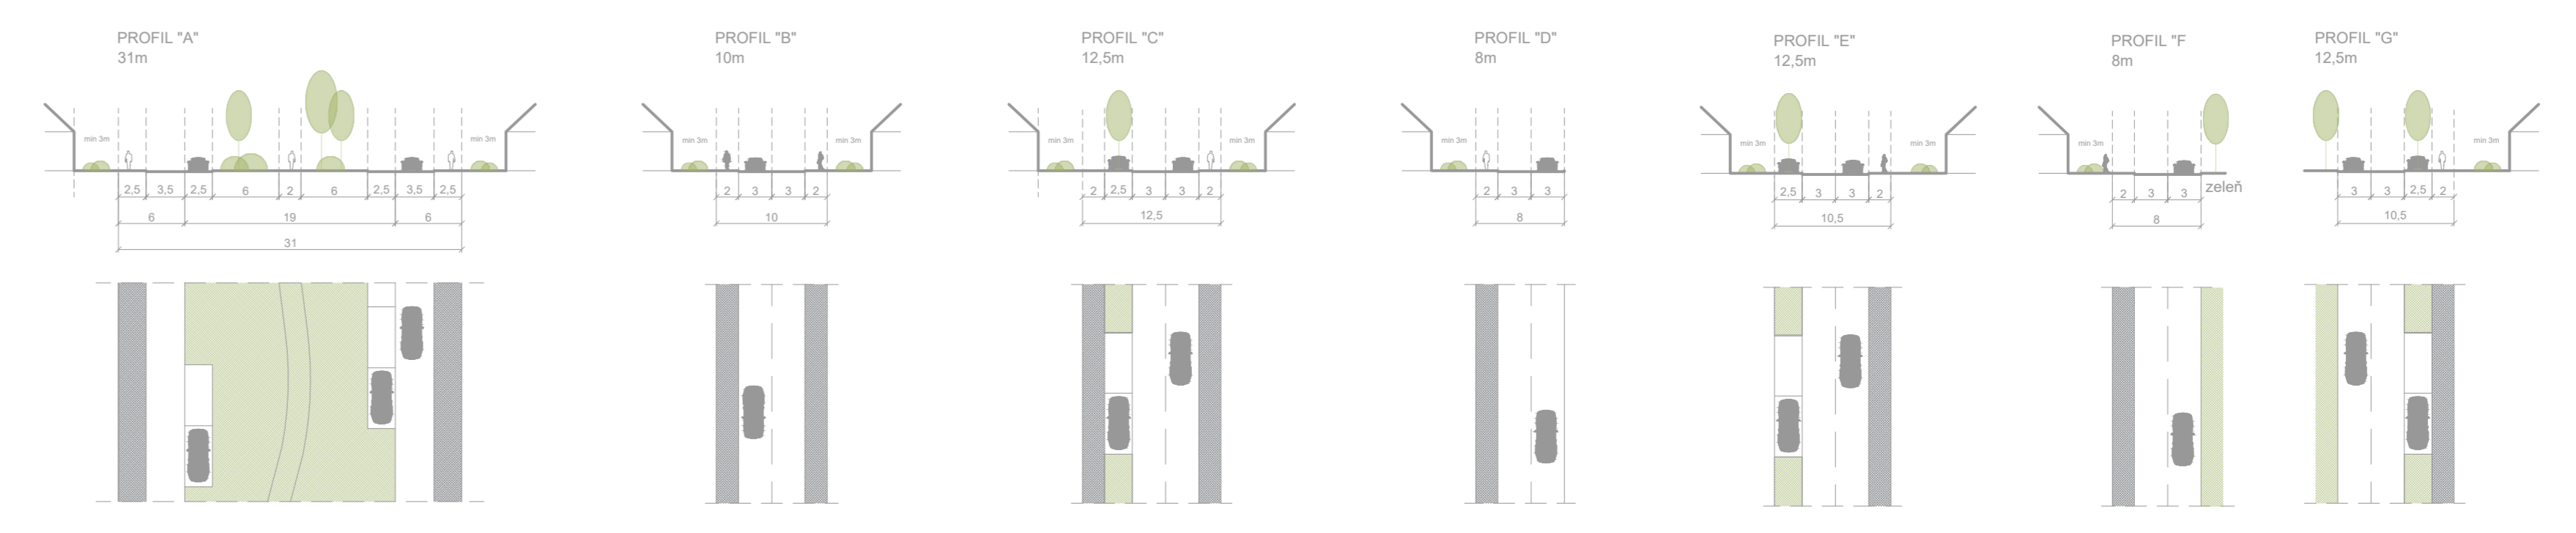 PROFIL "A"
31m
min 3m
min 3m
2,5 3,5 2,5 6 2 6 2,5 3,5 2,5
6 19 6
31
PROFIL "B"
10m
min 3m
min 3m
2 3 3 2
10
PROFIL "C"
12,5m
min 3m
min 3m
2 2,5 3 3 2
12,5
PROFIL "D"
8m
min 3m
2 3 3
8
PROFIL "E"
12,5m
min 3m
min 3m
2,5 3 3 2
10,5
PROFIL "F
8m
min 3m
2 3 3 zeleň
8
PROFIL "G"
12,5m
min 3m
3 3 2,5 2
10,5